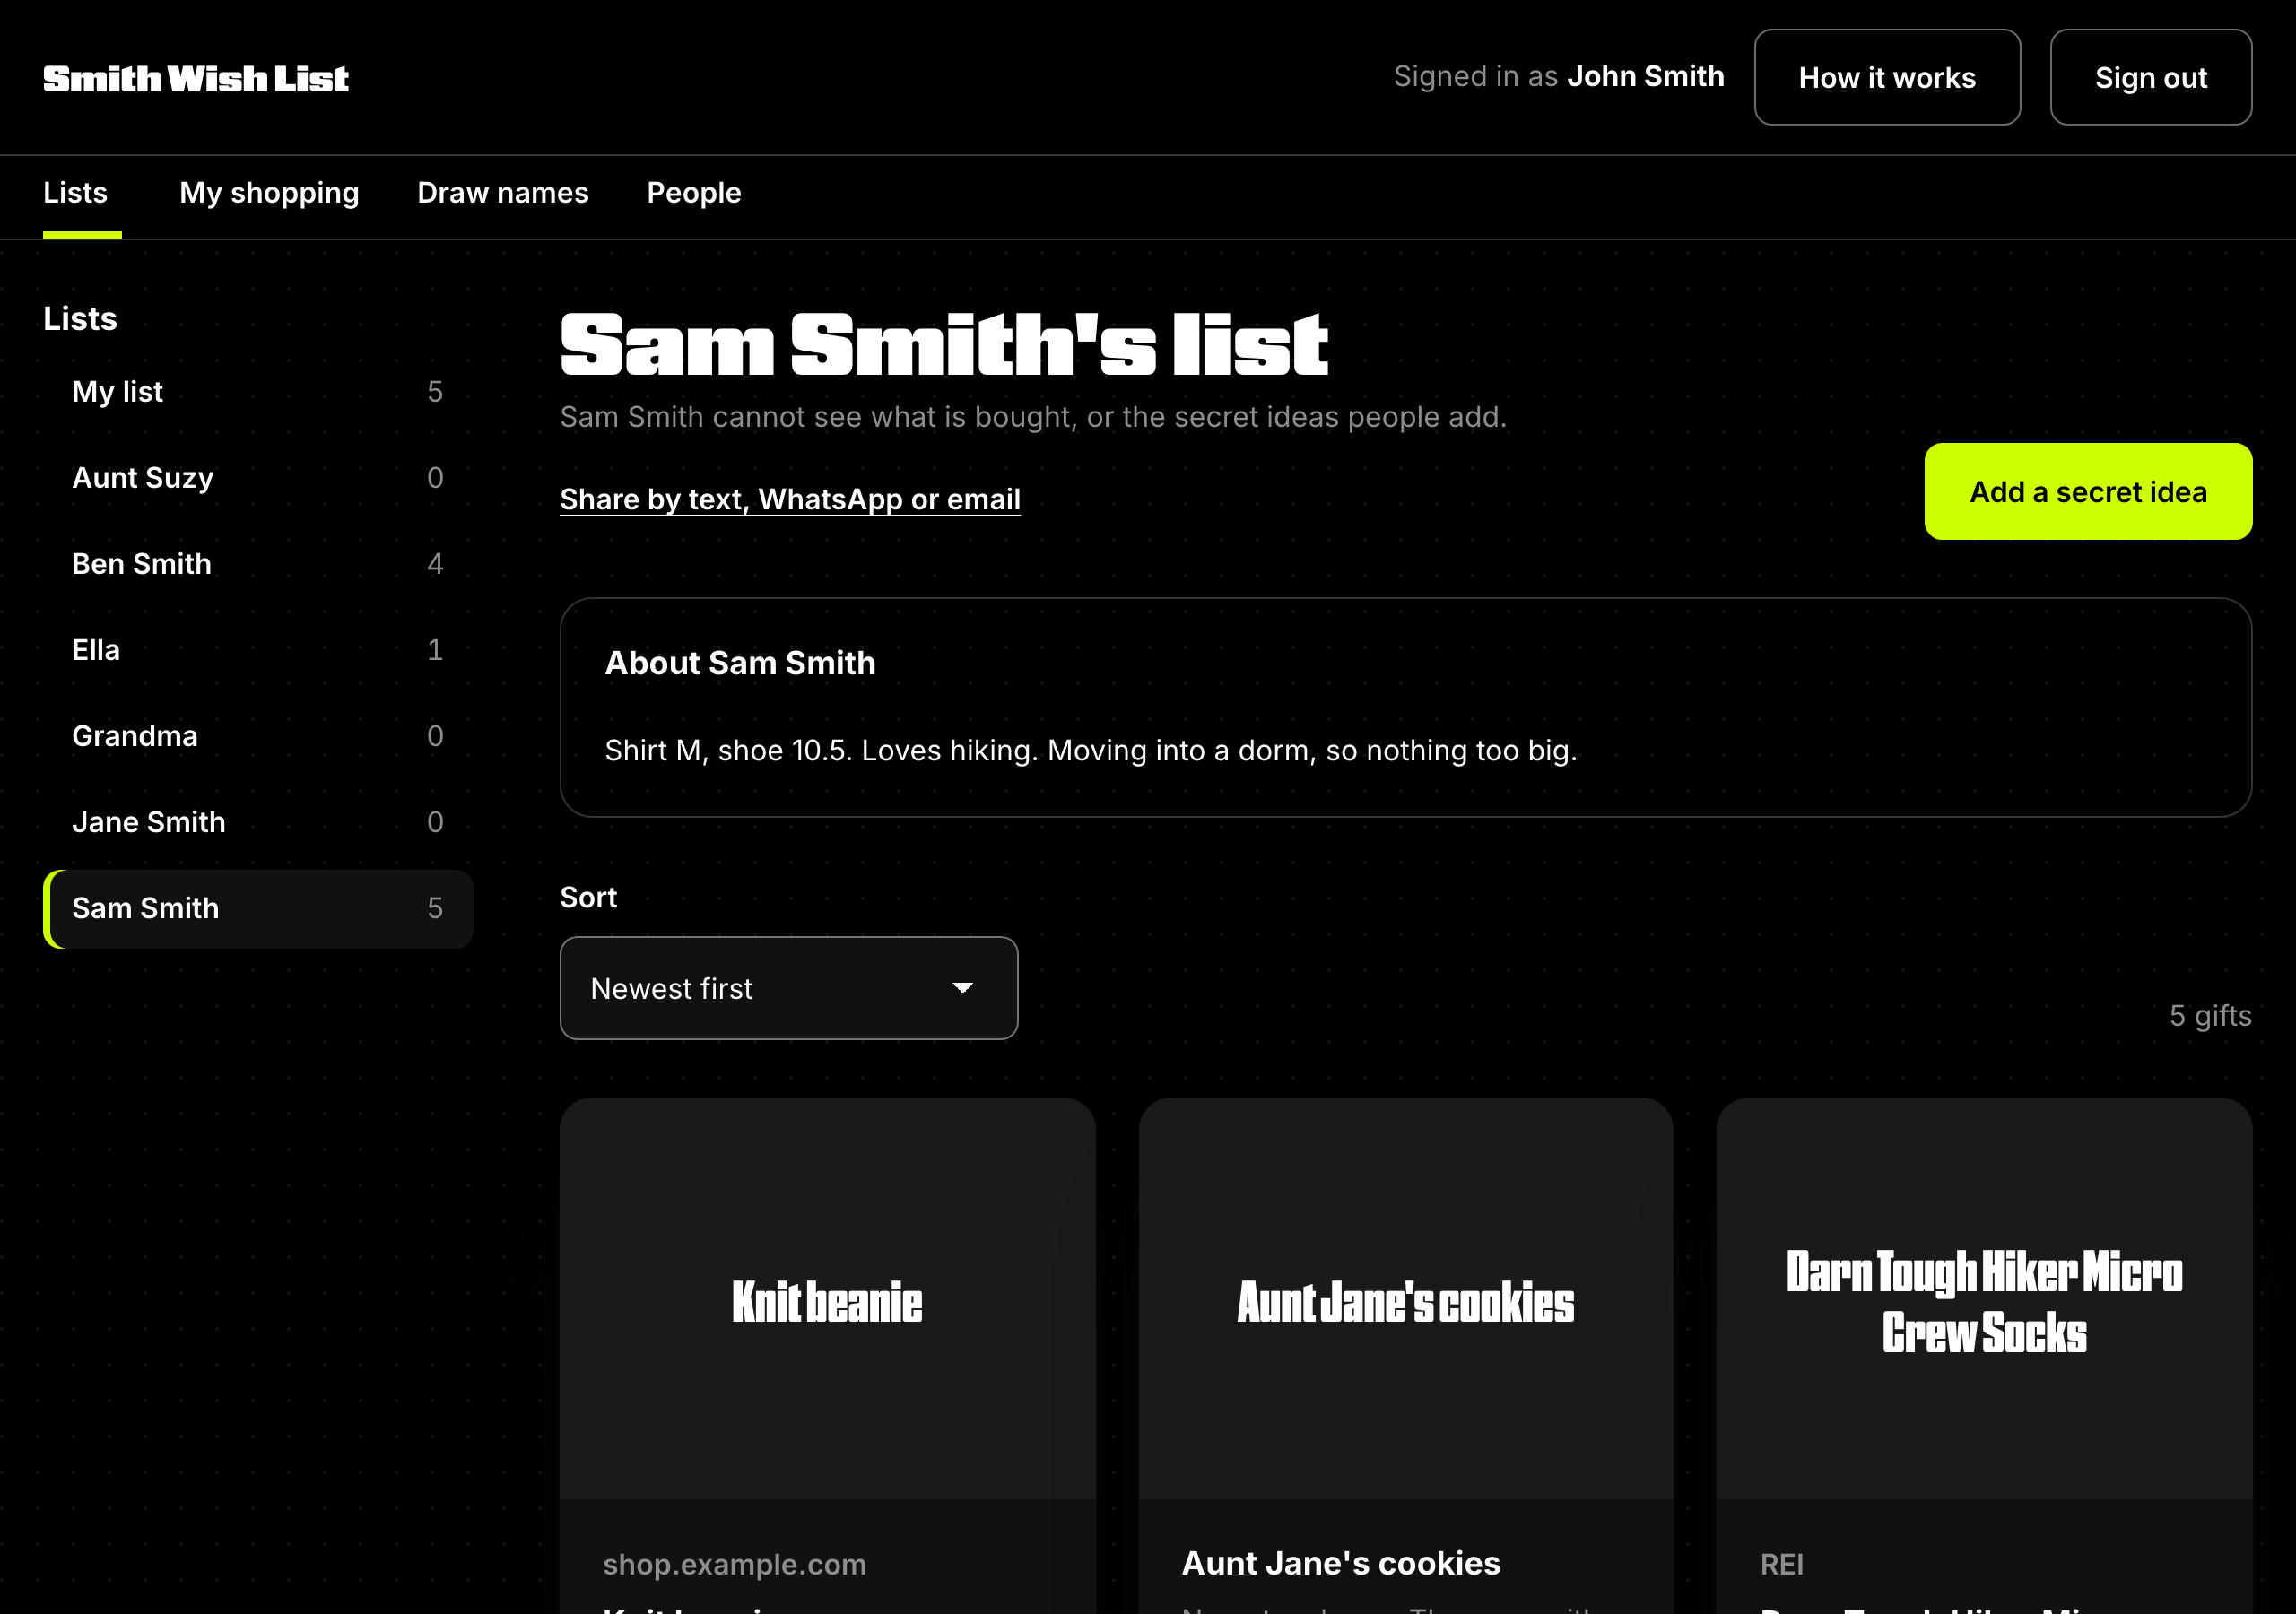 Smith Wish List
Signed in as John Smith
How it works
Sign out
Lists
My shopping
Draw names
People
Lists
My list 5
Aunt Suzy 0
Ben Smith 4
Ella 1
Grandma 0
Jane Smith 0
Sam Smith 5
Sam Smith's list
Sam Smith cannot see what is bought, or the secret ideas people add.
Share by text, WhatsApp or email
Add a secret idea
About Sam Smith
Shirt M, shoe 10.5. Loves hiking. Moving into a dorm, so nothing too big.
Sort
Newest first
5 gifts
Knit beanie
Aunt Jane's cookies
Darn Tough Hiker Micro
Crew Socks
shop.example.com
Aunt Jane's cookies
REI